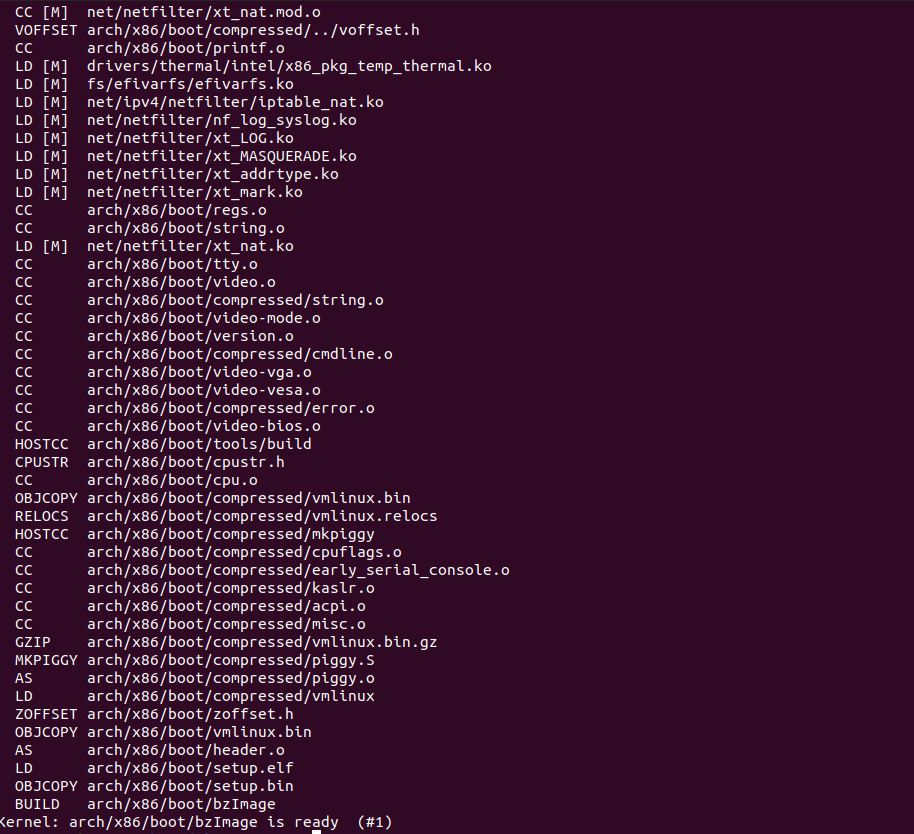 CC [M]  net/netfilter/xt_nat.mod.o
VOFFSET arch/x86/boot/compressed/../voffset.h
CC      arch/x86/boot/printf.o
LD [M]  drivers/thermal/intel/x86_pkg_temp_thermal.ko
LD [M]  fs/efivarfs/efivarfs.ko
LD [M]  net/ipv4/netfilter/iptable_nat.ko
LD [M]  net/netfilter/nf_log_syslog.ko
LD [M]  net/netfilter/xt_LOG.ko
LD [M]  net/netfilter/xt_MASQUERADE.ko
LD [M]  net/netfilter/xt_addrtype.ko
LD [M]  net/netfilter/xt_mark.ko
CC      arch/x86/boot/regs.o
CC      arch/x86/boot/string.o
LD [M]  net/netfilter/xt_nat.ko
CC      arch/x86/boot/tty.o
CC      arch/x86/boot/video.o
CC      arch/x86/boot/compressed/string.o
CC      arch/x86/boot/video-mode.o
CC      arch/x86/boot/version.o
CC      arch/x86/boot/compressed/cmdline.o
CC      arch/x86/boot/video-vga.o
CC      arch/x86/boot/video-vesa.o
CC      arch/x86/boot/compressed/error.o
CC      arch/x86/boot/video-bios.o
HOSTCC  arch/x86/boot/tools/build
CPUSTR  arch/x86/boot/cpustr.h
CC      arch/x86/boot/cpu.o
OBJCOPY arch/x86/boot/compressed/vmlinux.bin
RELOCS  arch/x86/boot/compressed/vmlinux.relocs
HOSTCC  arch/x86/boot/compressed/mkpiggy
CC      arch/x86/boot/compressed/cpuflags.o
CC      arch/x86/boot/compressed/early_serial_console.o
CC      arch/x86/boot/compressed/kaslr.o
CC      arch/x86/boot/compressed/acpi.o
CC      arch/x86/boot/compressed/misc.o
GZIP    arch/x86/boot/compressed/vmlinux.bin.gz
MKPIGGY arch/x86/boot/compressed/piggy.S
AS      arch/x86/boot/compressed/piggy.o
LD      arch/x86/boot/compressed/vmlinux
ZOFFSET arch/x86/boot/zoffset.h
OBJCOPY arch/x86/boot/vmlinux.bin
AS      arch/x86/boot/header.o
LD      arch/x86/boot/setup.elf
OBJCOPY arch/x86/boot/setup.bin
BUILD   arch/x86/boot/bzImage
Kernel: arch/x86/boot/bzImage is ready  (#1)